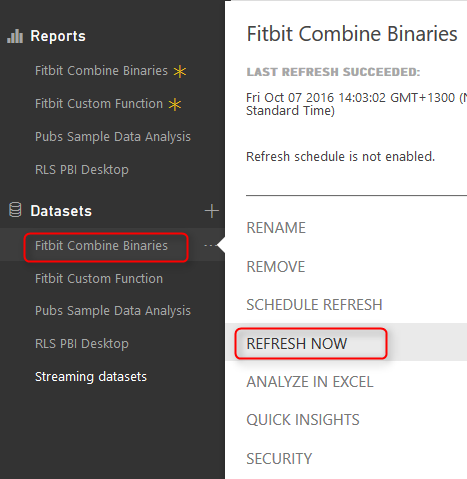 Reports
Fitbit Combine Binaries
Fitbit Custom Function
Pubs Sample Data Analysis
RLS PBI Desktop
Datasets
Fitbit Combine Binaries
Fitbit Custom Function
Pubs Sample Data Analysis
RLS PBI Desktop
Streaming datasets
Fitbit Combine Binaries
LAST REFRESH SUCCEEDED:
Fri Oct 07 2016 14:03:02 GMT+1300 (N
Standard Time)
Refresh schedule is not enabled.
RENAME
REMOVE
SCHEDULE REFRESH
REFRESH NOW
ANALYZE IN EXCEL
QUICK INSIGHTS
SECURITY